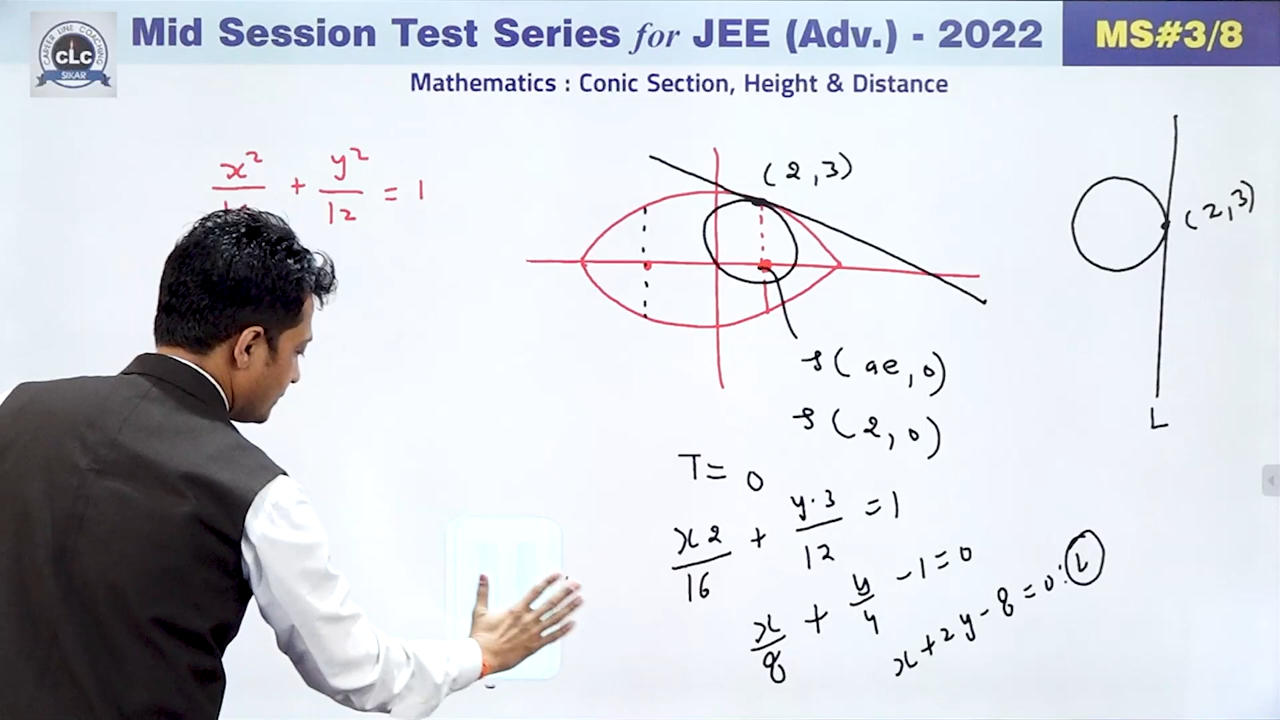 CAREER LINE COACHING
CLC
SIKAR
Mid Session Test Series for JEE (Adv.) - 2022
MS#3/8
Mathematics : Conic Section, Height & Distance
x²/16 + y²/12 = 1
(2,3)
(2,3)
S(ae,0)
S(2,0)
L
T=0
x2/16 + y·3/12 = 1
x/8 + y/4 - 1 = 0
x+2y-8=0:L